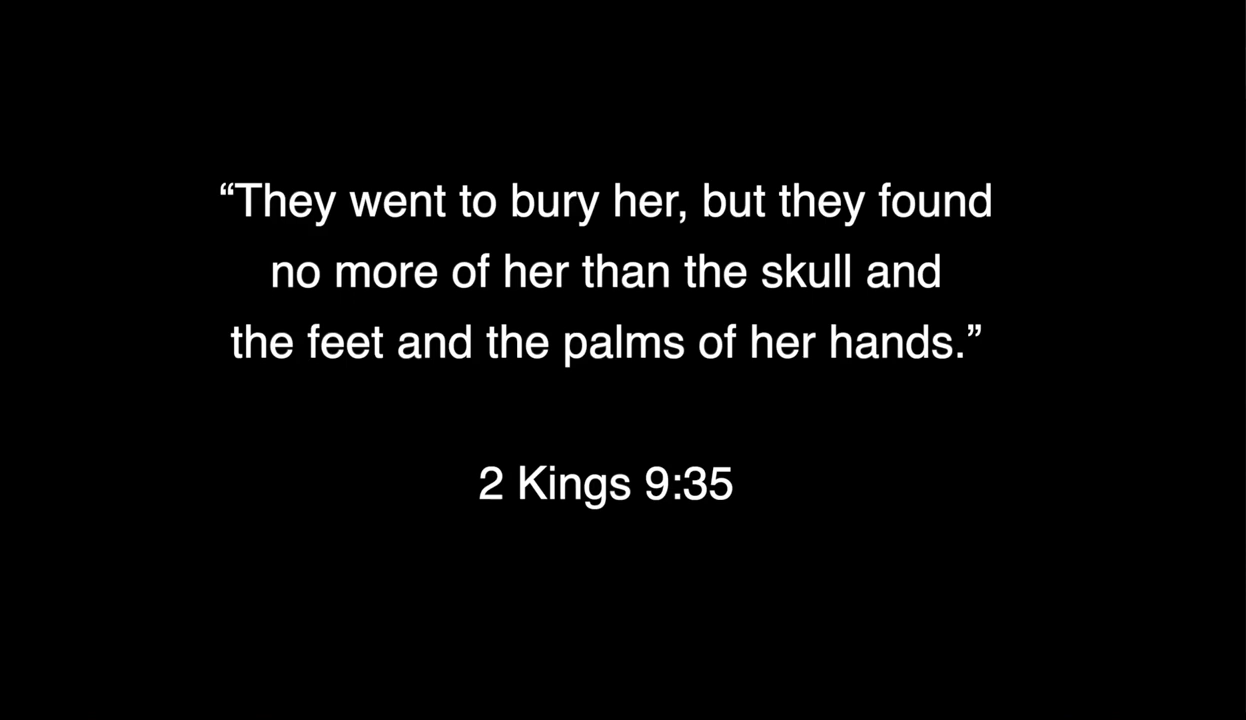 “They went to bury her, but they found
no more of her than the skull and
the feet and the palms of her hands.”
2 Kings 9:35